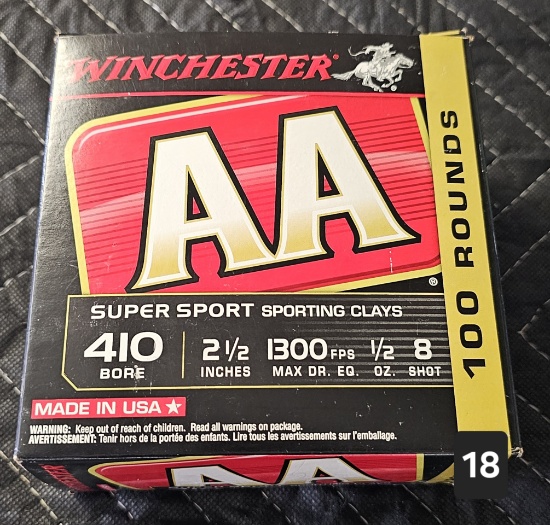 WINCHESTER
AA
100 ROUNDS
®
SUPER SPORT SPORTING CLAYS
410 BORE
2 1/2 INCHES
1300 FPS MAX DR. EQ.
1/2 OZ.
8 SHOT
MADE IN USA
WARNING: Keep out of reach of children. Read all warnings on package.
AVERTISSEMENT: Tenir hors de la portée des enfants. Lire tous les avertissements sur l'emballage.
AA
18